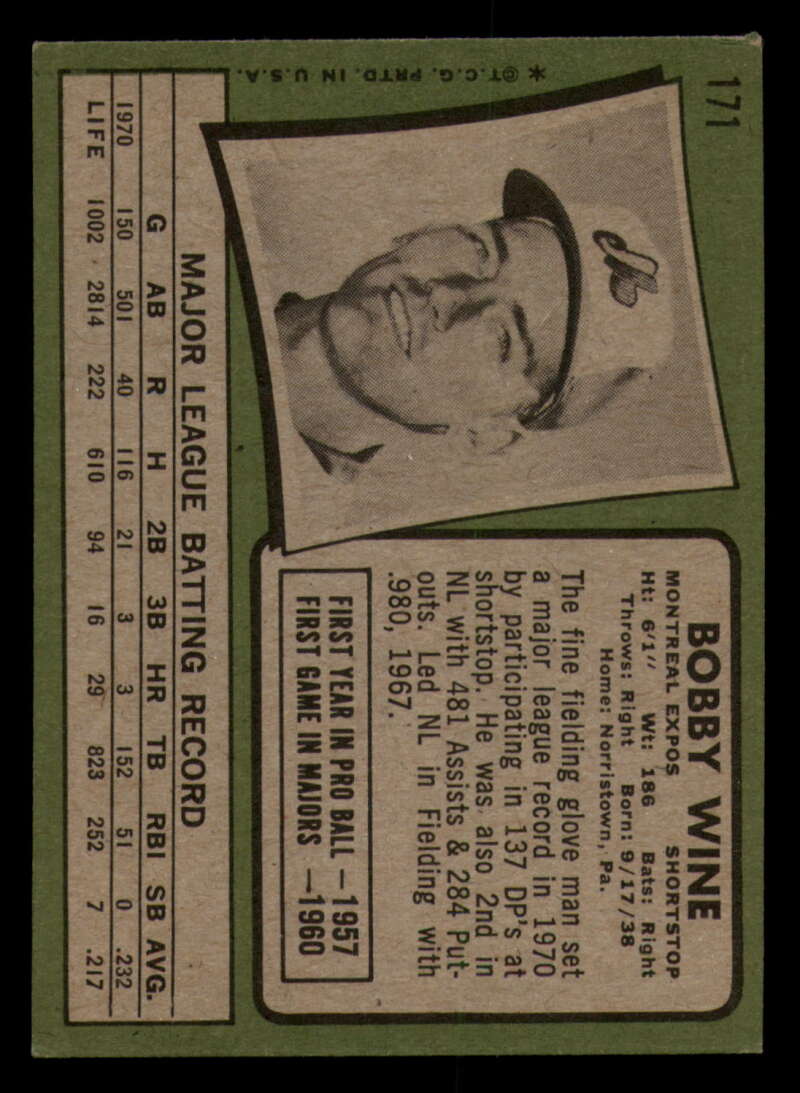 171
BOBBY WINE
MONTREAL EXPOS SHORTSTOP
Ht: 6'1" Wt: 186 Bats: Right
Throws: Right Born: 9/17/38
Home: Norristown, Pa.
The fine fielding glove man set
a major league record in 1970
by participating in 137 DP's at
shortstop. He was also 2nd in
NL with 481 Assists & 284 Put-
outs. Led NL in Fielding with
.980, 1967.
FIRST YEAR IN PRO BALL —1957
FIRST GAME IN MAJORS —1960
MAJOR LEAGUE BATTING RECORD
G AB R H 2B 3B HR TB RBI SB AVG.
1970 150 501 40 116 21 3 3 152 51 0 .232
LIFE 1002 2814 222 610 94 16 29 823 252 7 .217
*©T.C.G. PRTD. IN U.S.A.